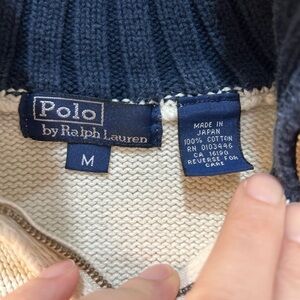 Polo
by Ralph Lauren
M
MADE IN
JAPAN
100% COTTON
RN 0103446
CA 16190
REVERSE FOR
CARE